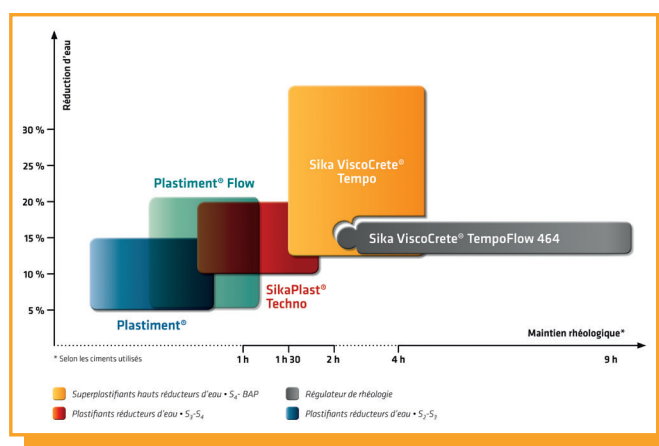 Réduction d'eau
30 %
25 %
20 %
15 %
10 %
5 %
Plastiment® Flow
Sika ViscoCrete®
Tempo
Sika ViscoCrete® TempoFlow 464
SikaPlast®
Techno
Plastiment®
Maintien rhéologique*
* Selon les ciments utilisés
1 h
1 h 30
2 h
4 h
9 h
Superplastifiants hauts réducteurs d'eau • S₄- BAP
Régulateur de rhéologie
Plastifiants réducteurs d'eau • S₃-S₄
Plastifiants réducteurs d'eau • S₂-S₃